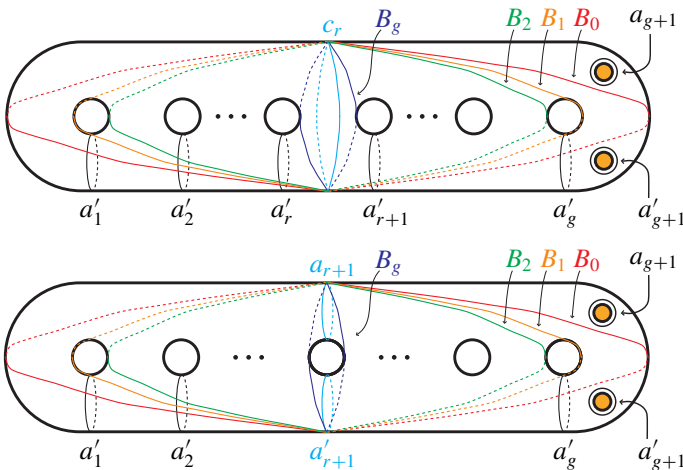 c_r B_g B_2 B_1 B_0 a_{g+1}
a'_1 a'_2 a'_r a'_{r+1} a'_g a'_{g+1}
a_{r+1} B_g B_2 B_1 B_0 a_{g+1}
a'_1 a'_2 a'_{r+1} a'_g a'_{g+1}